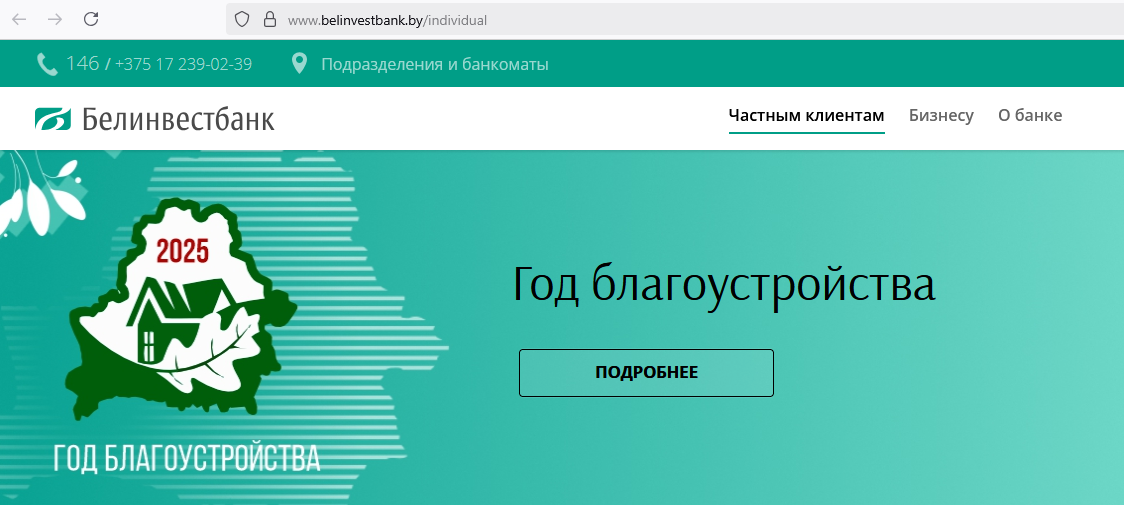 www.belinvestbank.by/individual
146 / +375 17 239-02-39 Подразделения и банкоматы
Белинвестбанк Частным клиентам Бизнесу О банке
2025
Год благоустройства
ПОДРОБНЕЕ
ГОД БЛАГОУСТРОЙСТВА